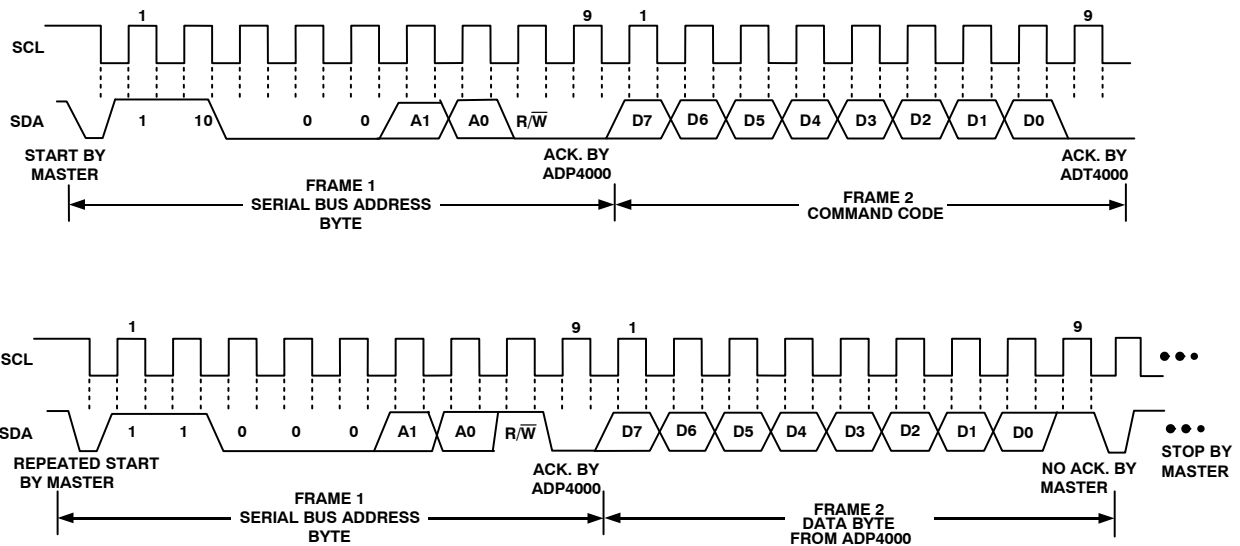 1 9 1 9
SCL
SDA 1 10 0 0 A1 A0 R/W̅ D7 D6 D5 D4 D3 D2 D1 D0
START BY
MASTER
ACK. BY
ADP4000
ACK. BY
ADT4000
FRAME 1
SERIAL BUS ADDRESS
BYTE
FRAME 2
COMMAND CODE
1 9 1 9
SCL
SDA 1 1 0 0 0 A1 A0 R/W̅ D7 D6 D5 D4 D3 D2 D1 D0
REPEATED START
BY MASTER
ACK. BY
ADP4000
NO ACK. BY
MASTER
STOP BY
MASTER
FRAME 1
SERIAL BUS ADDRESS
BYTE
FRAME 2
DATA BYTE
FROM ADP4000